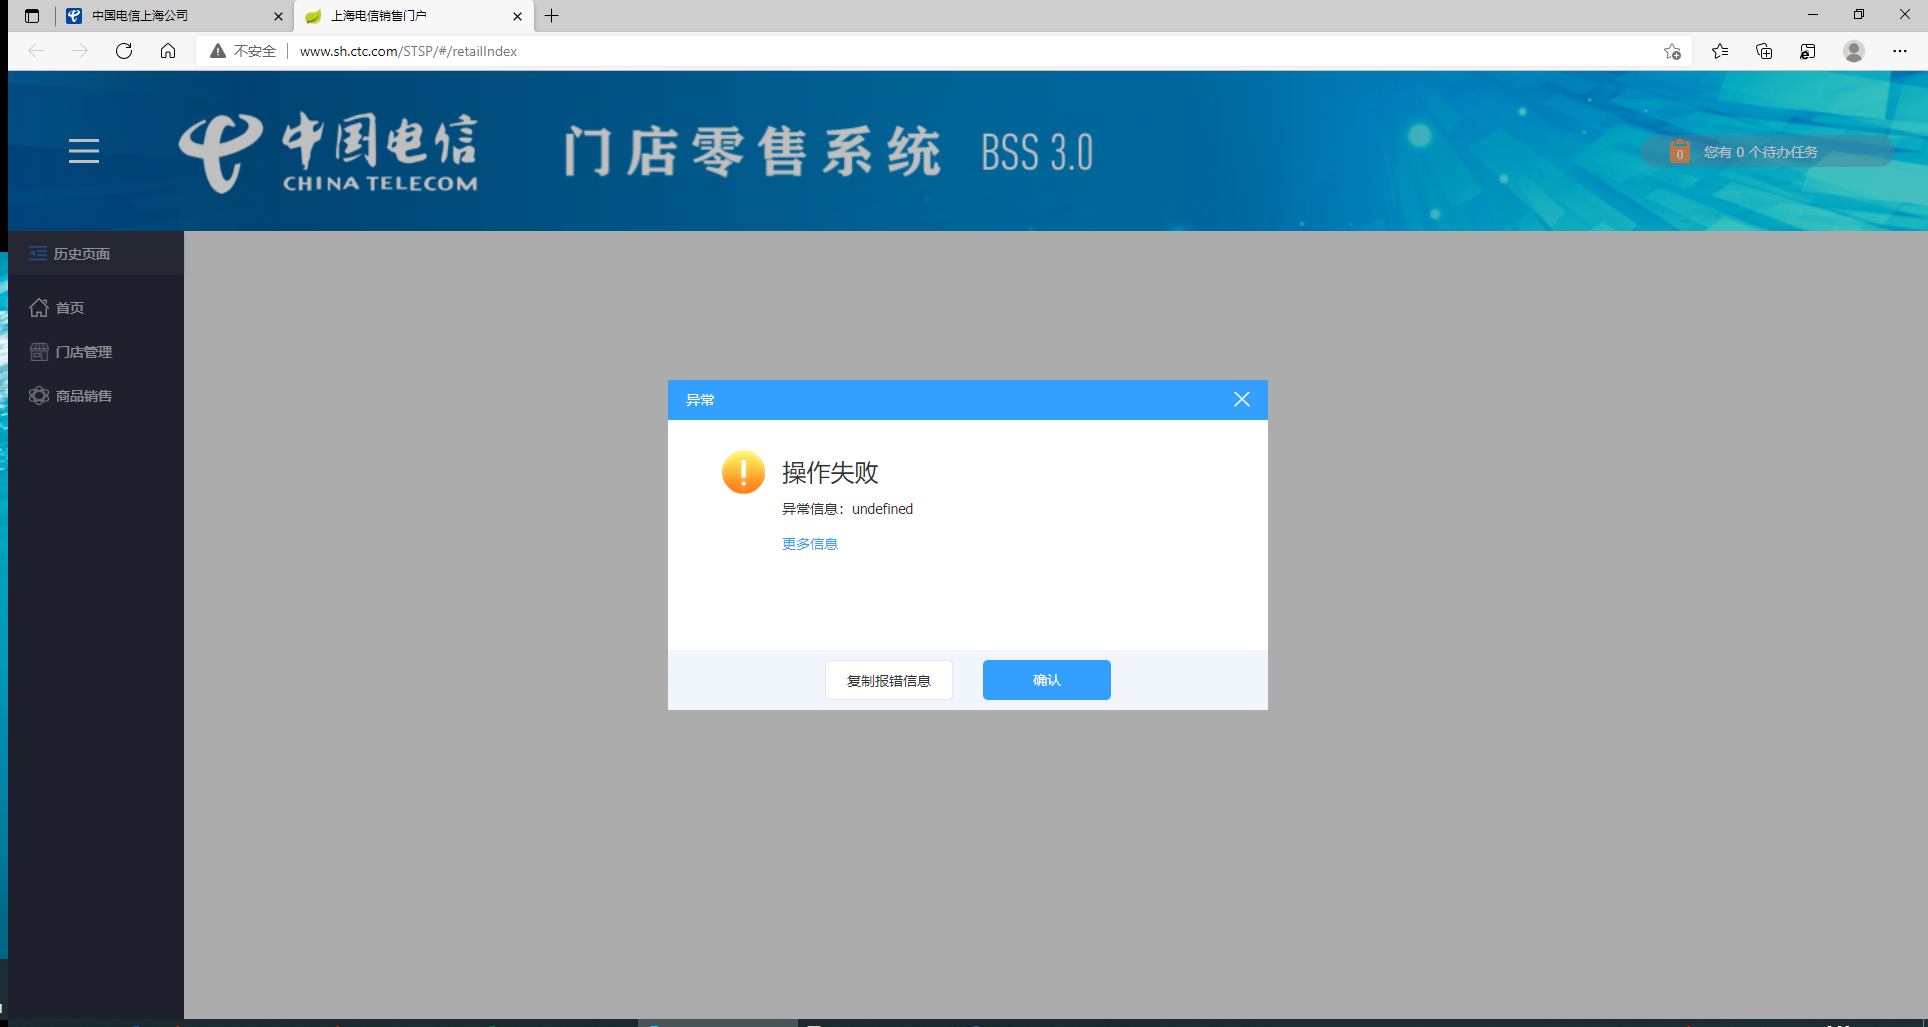 中国电信上海公司
上海电信销售门户
不安全
www.sh.ctc.com/STSP/#/retailIndex
中国电信
CHINA TELECOM
门店零售系统 BSS 3.0
0
您有 0 个待办任务
历史页面
首页
门店管理
商品销售
异常
操作失败
异常信息：undefined
更多信息
复制报错信息
确认